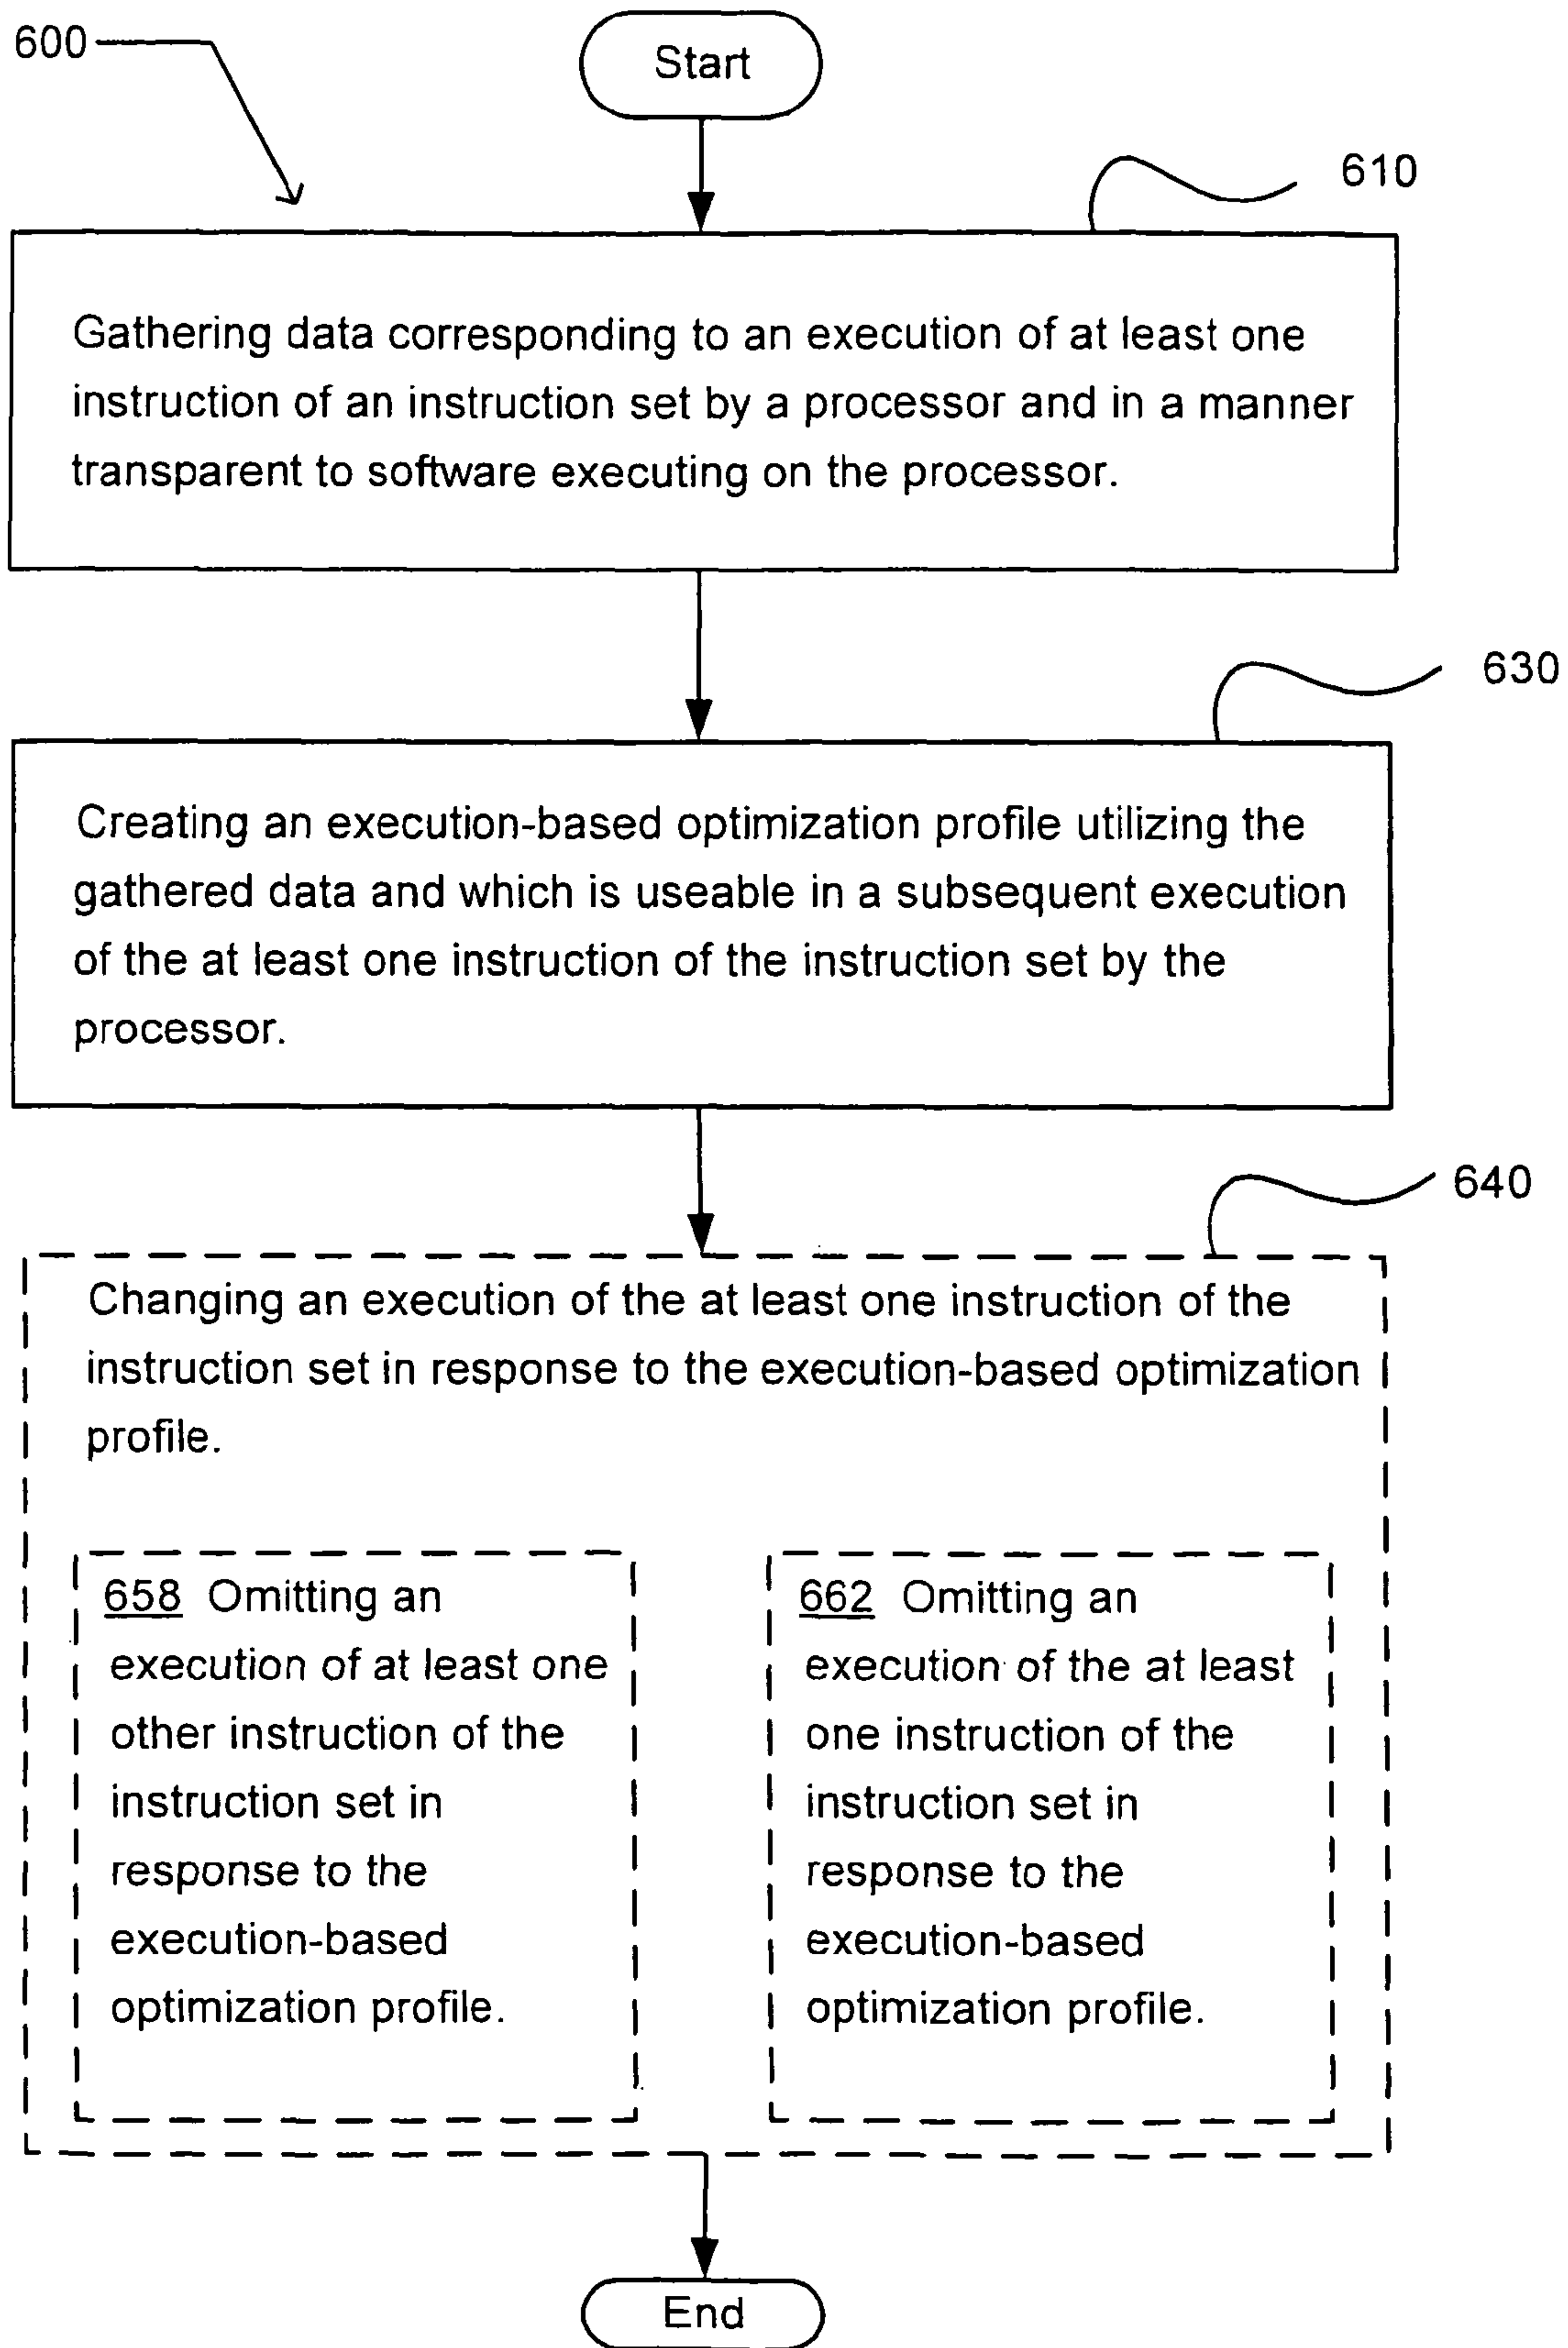 600
Start
610
Gathering data corresponding to an execution of at least one
instruction of an instruction set by a processor and in a manner
transparent to software executing on the processor.
630
Creating an execution-based optimization profile utilizing the
gathered data and which is useable in a subsequent execution
of the at least one instruction of the instruction set by the
processor.
640
Changing an execution of the at least one instruction of the
instruction set in response to the execution-based optimization
profile.
658 Omitting an
execution of at least one
other instruction of the
instruction set in
response to the
execution-based
optimization profile.
662 Omitting an
execution of the at least
one instruction of the
instruction set in
response to the
execution-based
optimization profile.
End